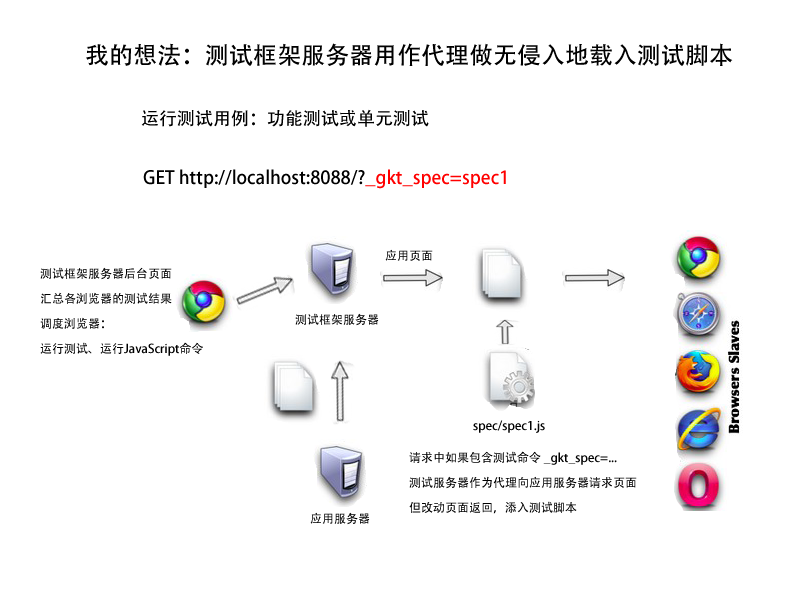 我的想法：测试框架服务器用作代理做无侵入地载入测试脚本
运行测试用例：功能测试或单元测试
GET http://localhost:8088/?_gkt_spec=spec1
应用页面
测试框架服务器后台页面
汇总各浏览器的测试结果
调度浏览器：
运行测试、运行JavaScript命令
测试框架服务器
Browsers Slaves
spec/spec1.js
请求中如果包含测试命令 _gkt_spec=...
测试服务器作为代理向应用服务器请求页面
但改动页面返回，添入测试脚本
应用服务器